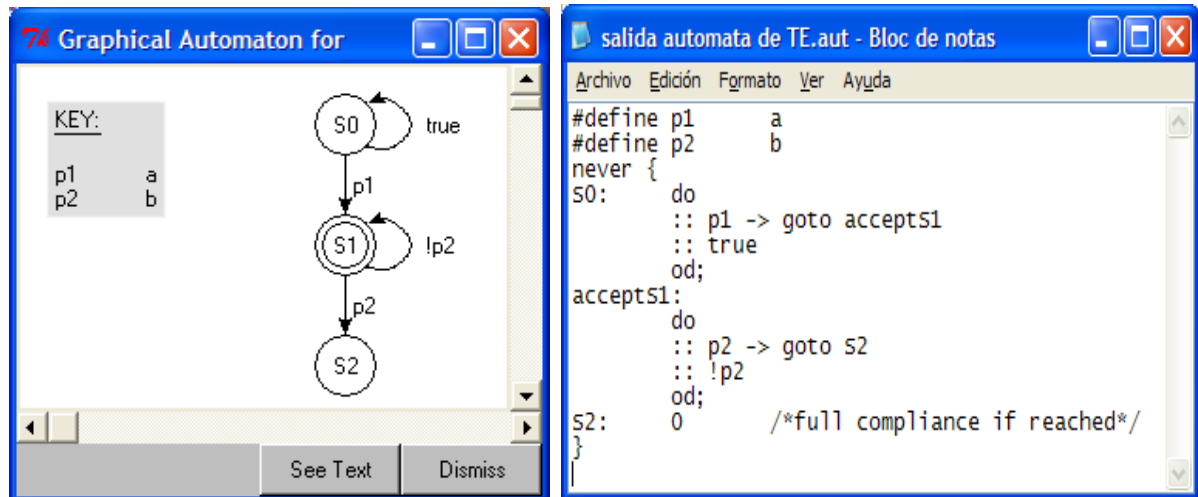 Graphical Automaton for
KEY:
p1 a
p2 b
S0
true
p1
S1
!p2
p2
S2
See Text Dismiss
salida automata de TE.aut - Bloc de notas
Archivo Edición Formato Ver Ayuda
#define p1 a
#define p2 b
never {
S0: do
:: p1 -> goto acceptS1
:: true
od;
acceptS1:
do
:: p2 -> goto S2
:: !p2
od;
S2: 0 /*full compliance if reached*/
}